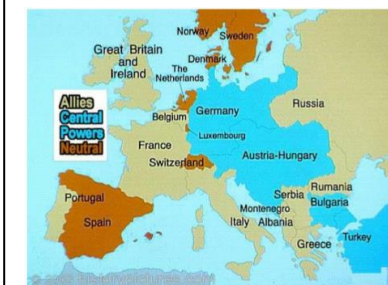 Norway
Sweden
Great Britain
and
Ireland
Denmark
The
Netherlands
Allies
Central
Powers
Neutral
Belgium
Germany
Russia
Luxembourg
France
Switzerland
Austria-Hungary
Portugal
Spain
Serbia
Rumania
Bulgaria
Montenegro
Italy
Albania
Greece
Turkey